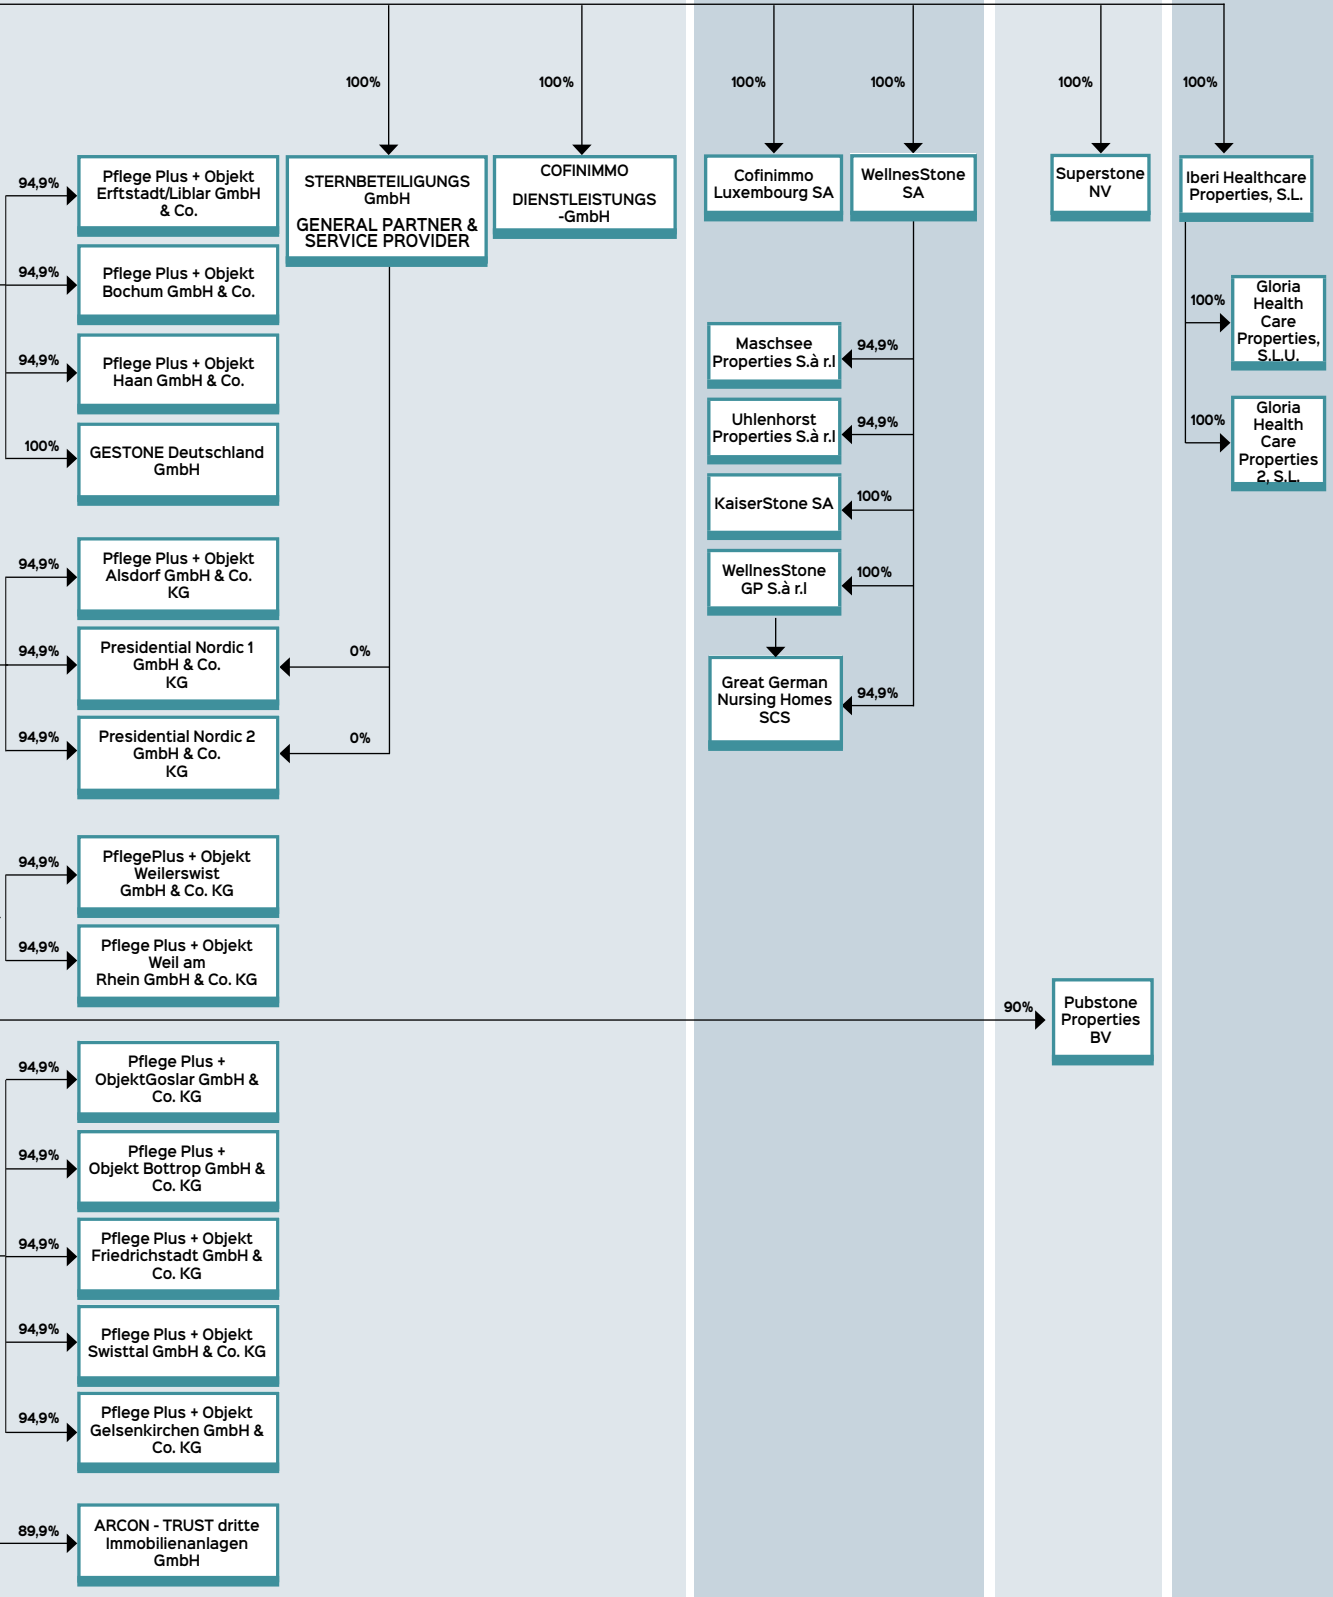 100%
100%
100%
100%
100%
100%
94,9%
Pflege Plus + Objekt
Erftstadt/Liblar GmbH
& Co.
STERNBETEILIGUNGS
GmbH
GENERAL PARTNER &
SERVICE PROVIDER
COFINIMMO
DIENSTLEISTUNGS
-GmbH
Cofinimmo
Luxembourg SA
WellnesStone
SA
Superstone
NV
Iberi Healthcare
Properties, S.L.
94,9%
Pflege Plus + Objekt
Bochum GmbH & Co.
100%
Gloria
Health
Care
Properties,
S.L.U.
94,9%
Pflege Plus + Objekt
Haan GmbH & Co.
Maschsee
Properties S.à r.l
94,9%
100%
GESTONE Deutschland
GmbH
Uhlenhorst
Properties S.à r.l
94,9%
100%
Gloria
Health
Care
Properties
2, S.L.
KaiserStone SA
100%
94,9%
Pflege Plus + Objekt
Alsdorf GmbH & Co.
KG
WellnesStone
GP S.à r.l
100%
94,9%
Presidential Nordic 1
GmbH & Co.
KG
0%
Great German
Nursing Homes
SCS
94,9%
94,9%
Presidential Nordic 2
GmbH & Co.
KG
0%
94,9%
PflegePlus + Objekt
Weilerswist
GmbH & Co. KG
94,9%
Pflege Plus + Objekt
Weil am
Rhein GmbH & Co. KG
90%
Pubstone
Properties
BV
94,9%
Pflege Plus +
ObjektGoslar GmbH &
Co. KG
94,9%
Pflege Plus +
Objekt Bottrop GmbH &
Co. KG
94,9%
Pflege Plus + Objekt
Friedrichstadt GmbH &
Co. KG
94,9%
Pflege Plus + Objekt
Swisttal GmbH & Co. KG
94,9%
Pflege Plus + Objekt
Gelsenkirchen GmbH &
Co. KG
89,9%
ARCON - TRUST dritte
Immobilienanlagen
GmbH